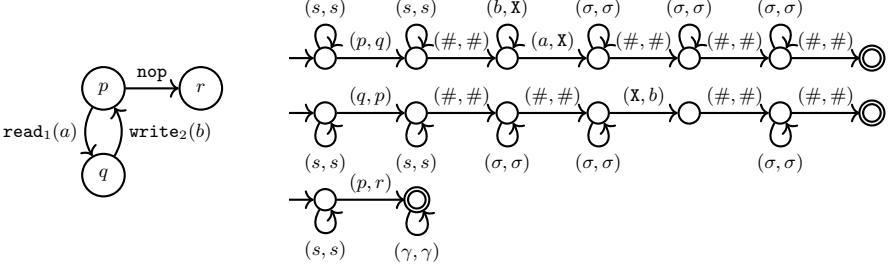 p nop r
read₁(a) write₂(b)
q
(s, s) (s, s) (b, X) (σ, σ) (σ, σ) (σ, σ)
(p, q) (#, #) (a, X) (#, #) (#, #) (#, #)
(q, p) (#, #) (#, #) (X, b) (#, #) (#, #)
(s, s) (s, s) (σ, σ) (σ, σ) (σ, σ)
(p, r)
(s, s) (γ, γ)